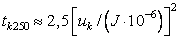 t_{k250} ≈ 2,5[u_k /(J·10^{-6})]^2